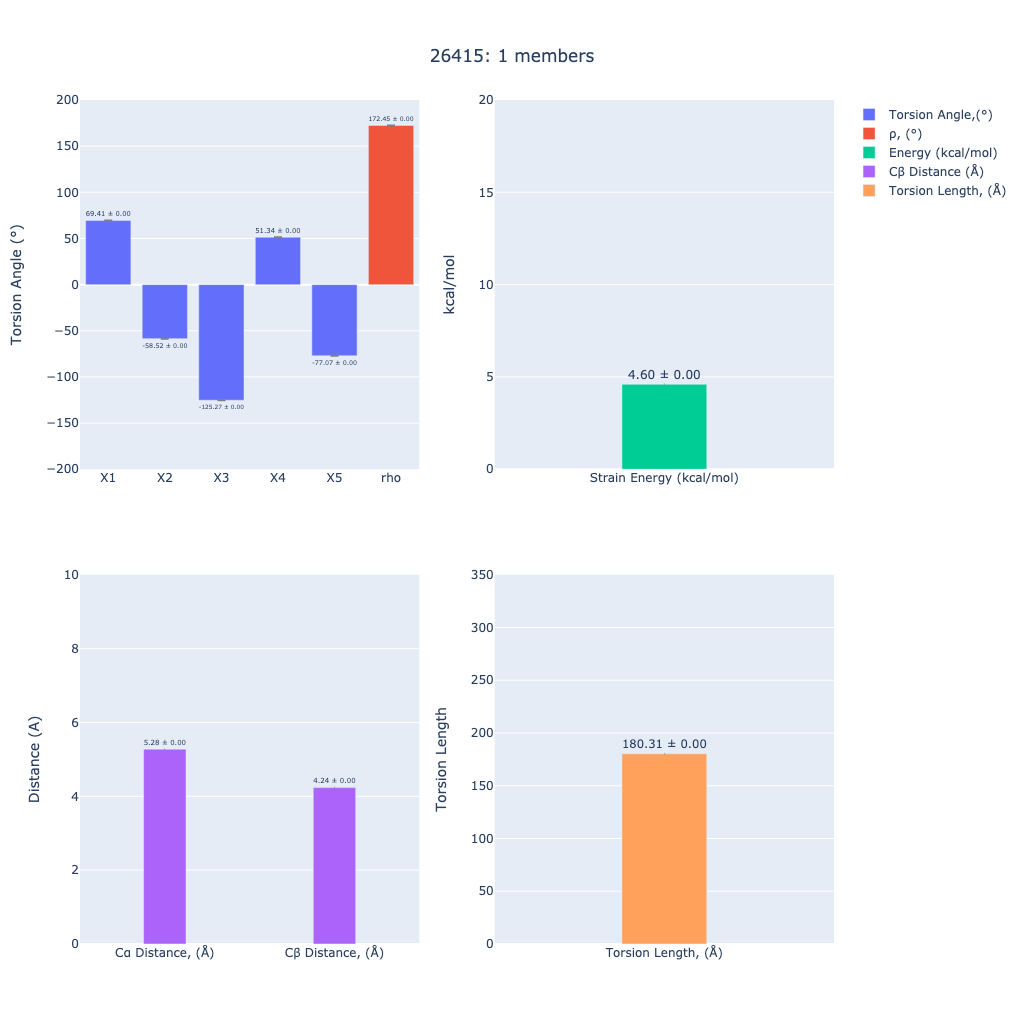 26415: 1 members
Torsion Angle (°)
200
150
100
50
0
−50
−100
−150
−200
69.41 ± 0.00
-58.52 ± 0.00
-125.27 ± 0.00
51.34 ± 0.00
-77.07 ± 0.00
172.45 ± 0.00
X1 X2 X3 X4 X5 rho
kcal/mol
20
15
10
5
0
4.60 ± 0.00
Strain Energy (kcal/mol)
Torsion Angle,(°)
ρ, (°)
Energy (kcal/mol)
Cβ Distance (Å)
Torsion Length, (Å)
Distance (A)
10
8
6
4
2
0
5.28 ± 0.00
4.24 ± 0.00
Cα Distance, (Å) Cβ Distance, (Å)
Torsion Length
350
300
250
200
150
100
50
0
180.31 ± 0.00
Torsion Length, (Å)